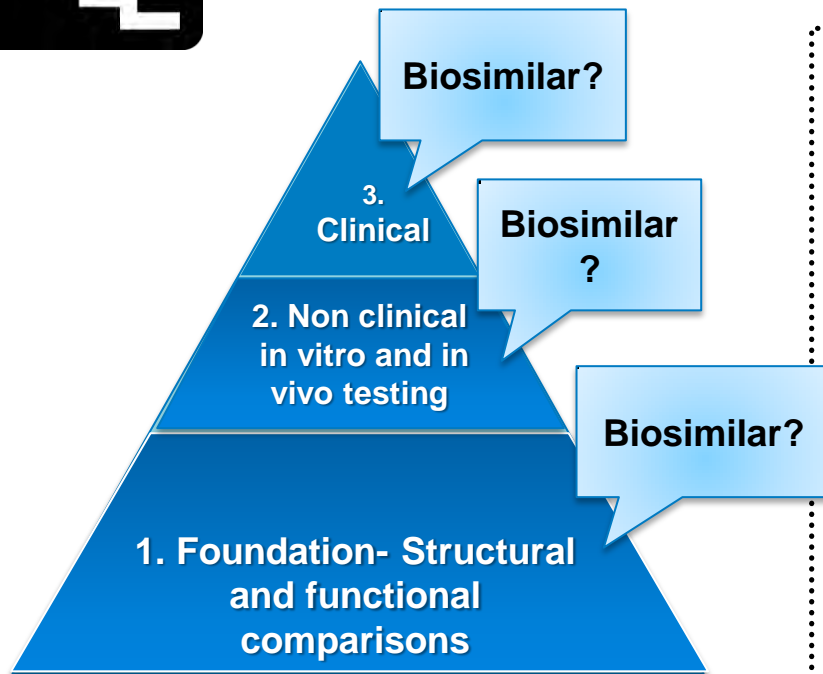 Biosimilar?
3.
Clinical
Biosimilar
?
2. Non clinical
in vitro and in
vivo testing
Biosimilar?
1. Foundation- Structural
and functional
comparisons